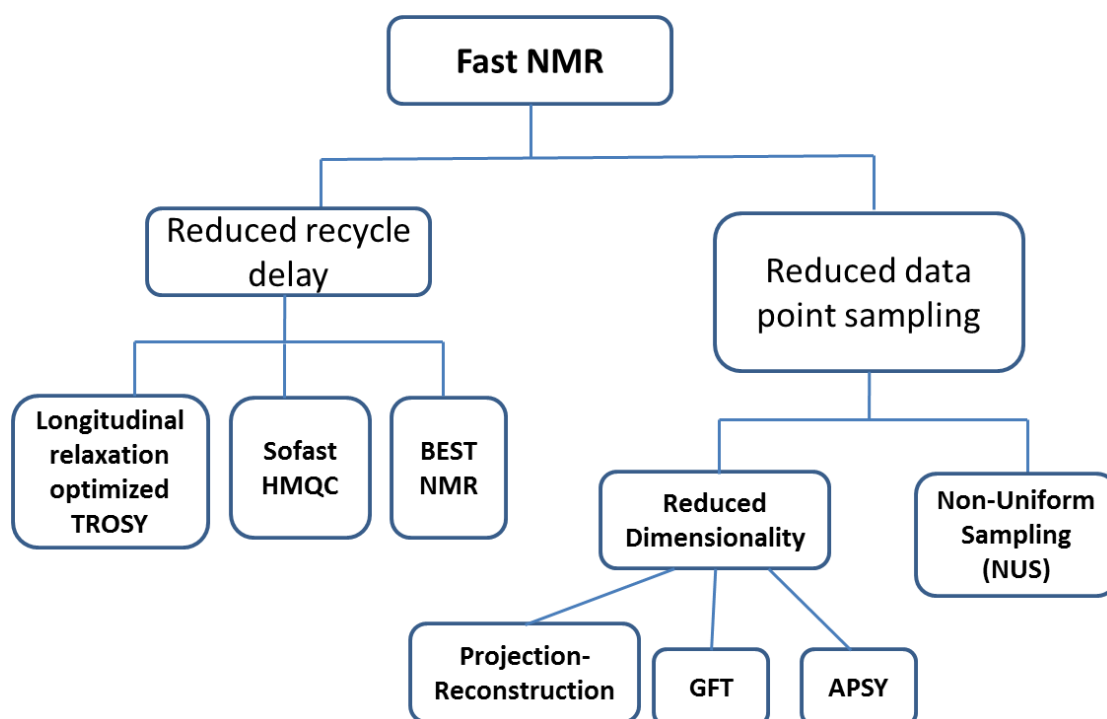 Fast NMR
Reduced recycle
delay
Reduced data
point sampling
Longitudinal
relaxation
optimized
TROSY
Sofast
HMQC
BEST
NMR
Reduced
Dimensionality
Non-Uniform
Sampling
(NUS)
Projection-
Reconstruction
GFT
APSY